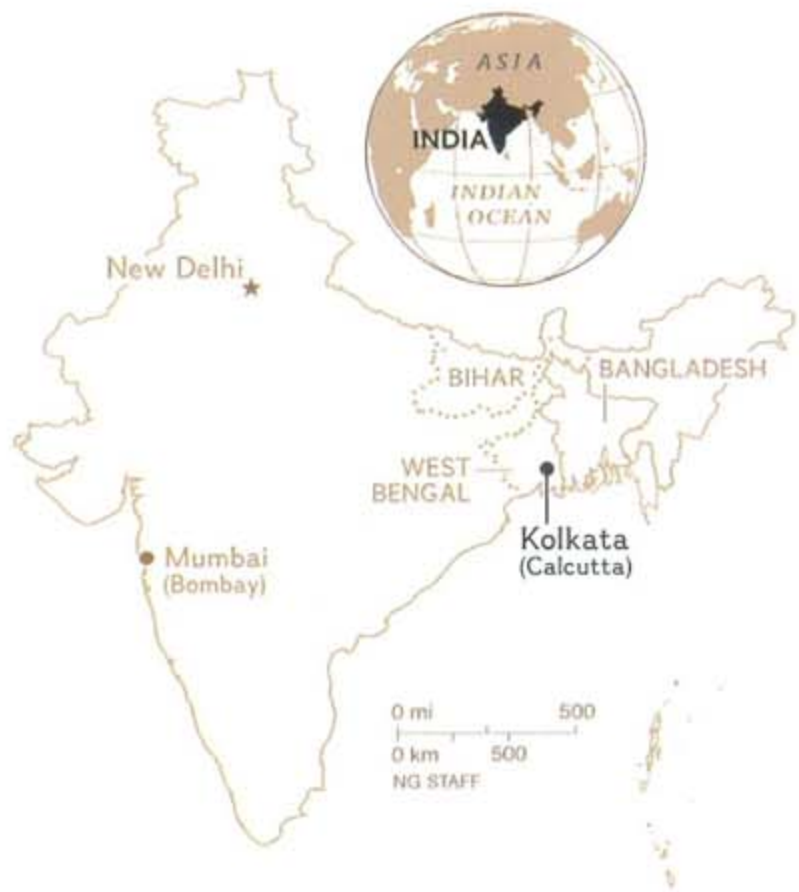 ASIA
INDIA
INDIAN
OCEAN
New Delhi
BIHAR
BANGLADESH
WEST
BENGAL
Kolkata
(Calcutta)
Mumbai
(Bombay)
0 mi 500
0 km 500
NG STAFF